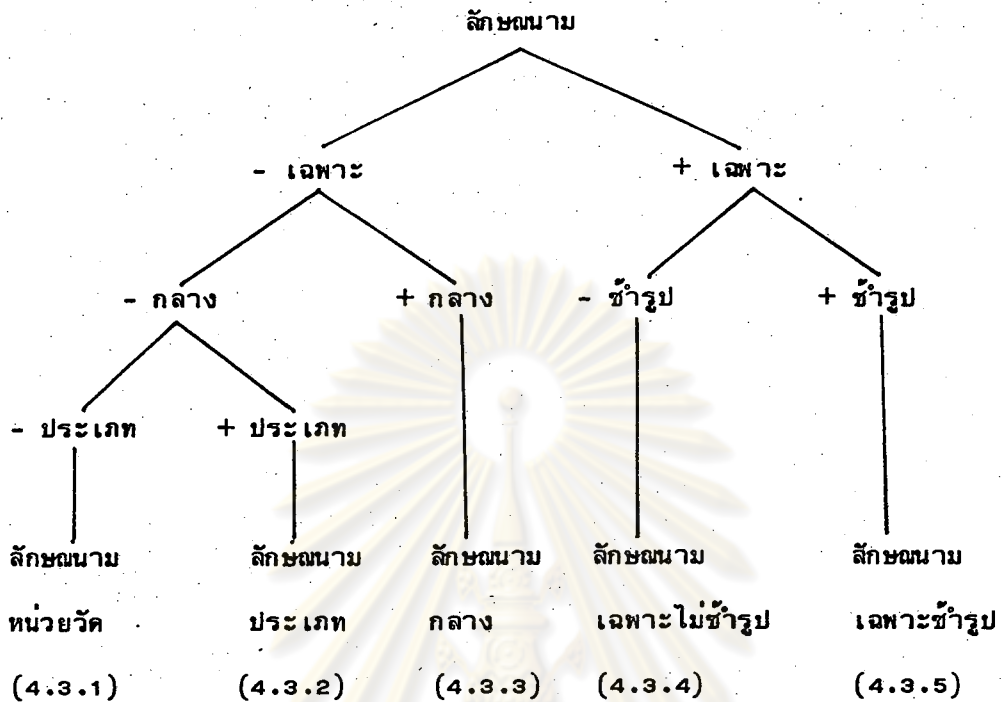 ลักษณนาม
- เฉพาะ + เฉพาะ
- กลาง + กลาง - ซ้ำรูป + ซ้ำรูป
- ประเภท + ประเภท
ลักษณนาม ลักษณนาม ลักษณนาม ลักษณนาม ลักษณนาม
หน่วยวัด ประเภท กลาง เฉพาะไม่ซ้ำรูป เฉพาะซ้ำรูป
(4.3.1) (4.3.2) (4.3.3) (4.3.4) (4.3.5)